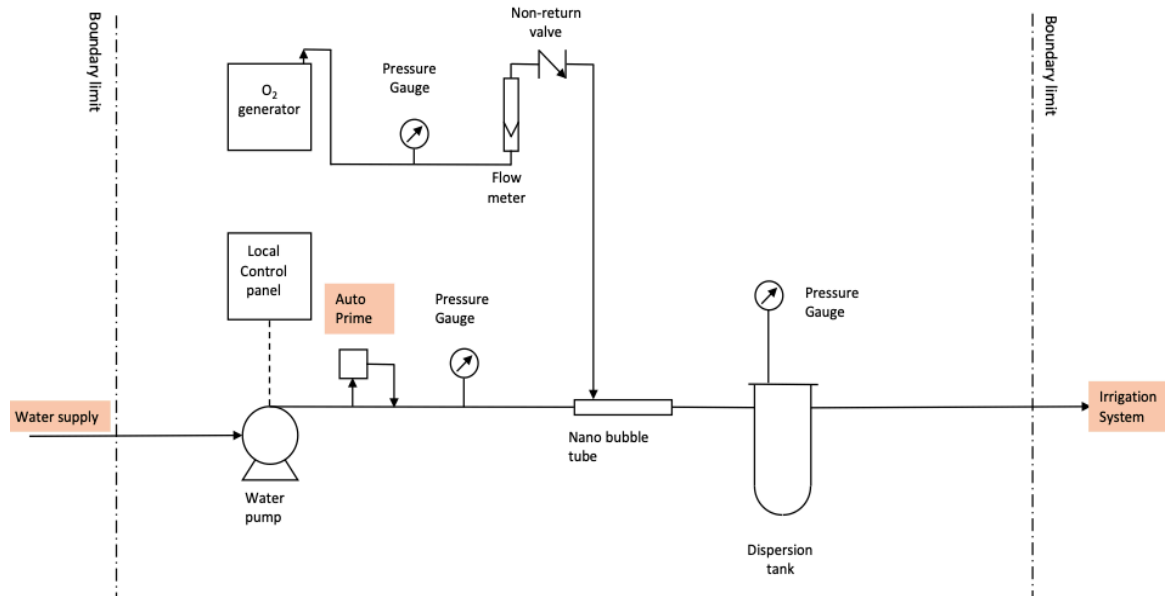 Boundary limit
Non-return
valve
Boundary limit
O₂
generator
Pressure
Gauge
Flow
meter
Local
Control
panel
Auto
Prime
Pressure
Gauge
Pressure
Gauge
Water supply
Irrigation
System
Nano bubble
tube
Water
pump
Dispersion
tank